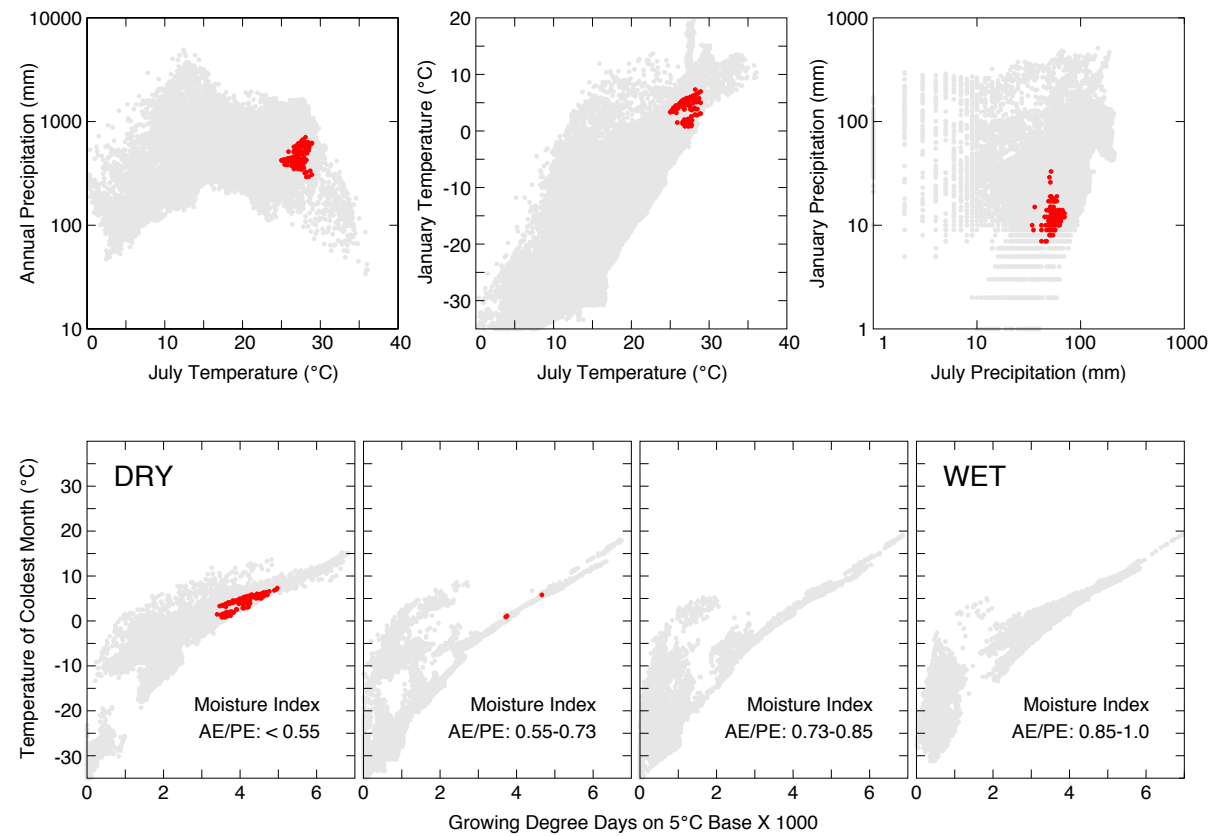 10000
1000
100
10
Annual Precipitation (mm)
0 10 20 30 40
July Temperature (°C)
20
10
0
-10
-20
-30
January Temperature (°C)
0 10 20 30 40
July Temperature (°C)
1000
100
10
1
January Precipitation (mm)
1 10 100 1000
July Precipitation (mm)
Temperature of Coldest Month (°C)
30
20
10
0
-10
-20
-30
DRY
Moisture Index
AE/PE: < 0.55
0 2 4 6
Moisture Index
AE/PE: 0.55-0.73
0 2 4 6
Moisture Index
AE/PE: 0.73-0.85
0 2 4 6
WET
Moisture Index
AE/PE: 0.85-1.0
0 2 4 6
Growing Degree Days on 5°C Base X 1000